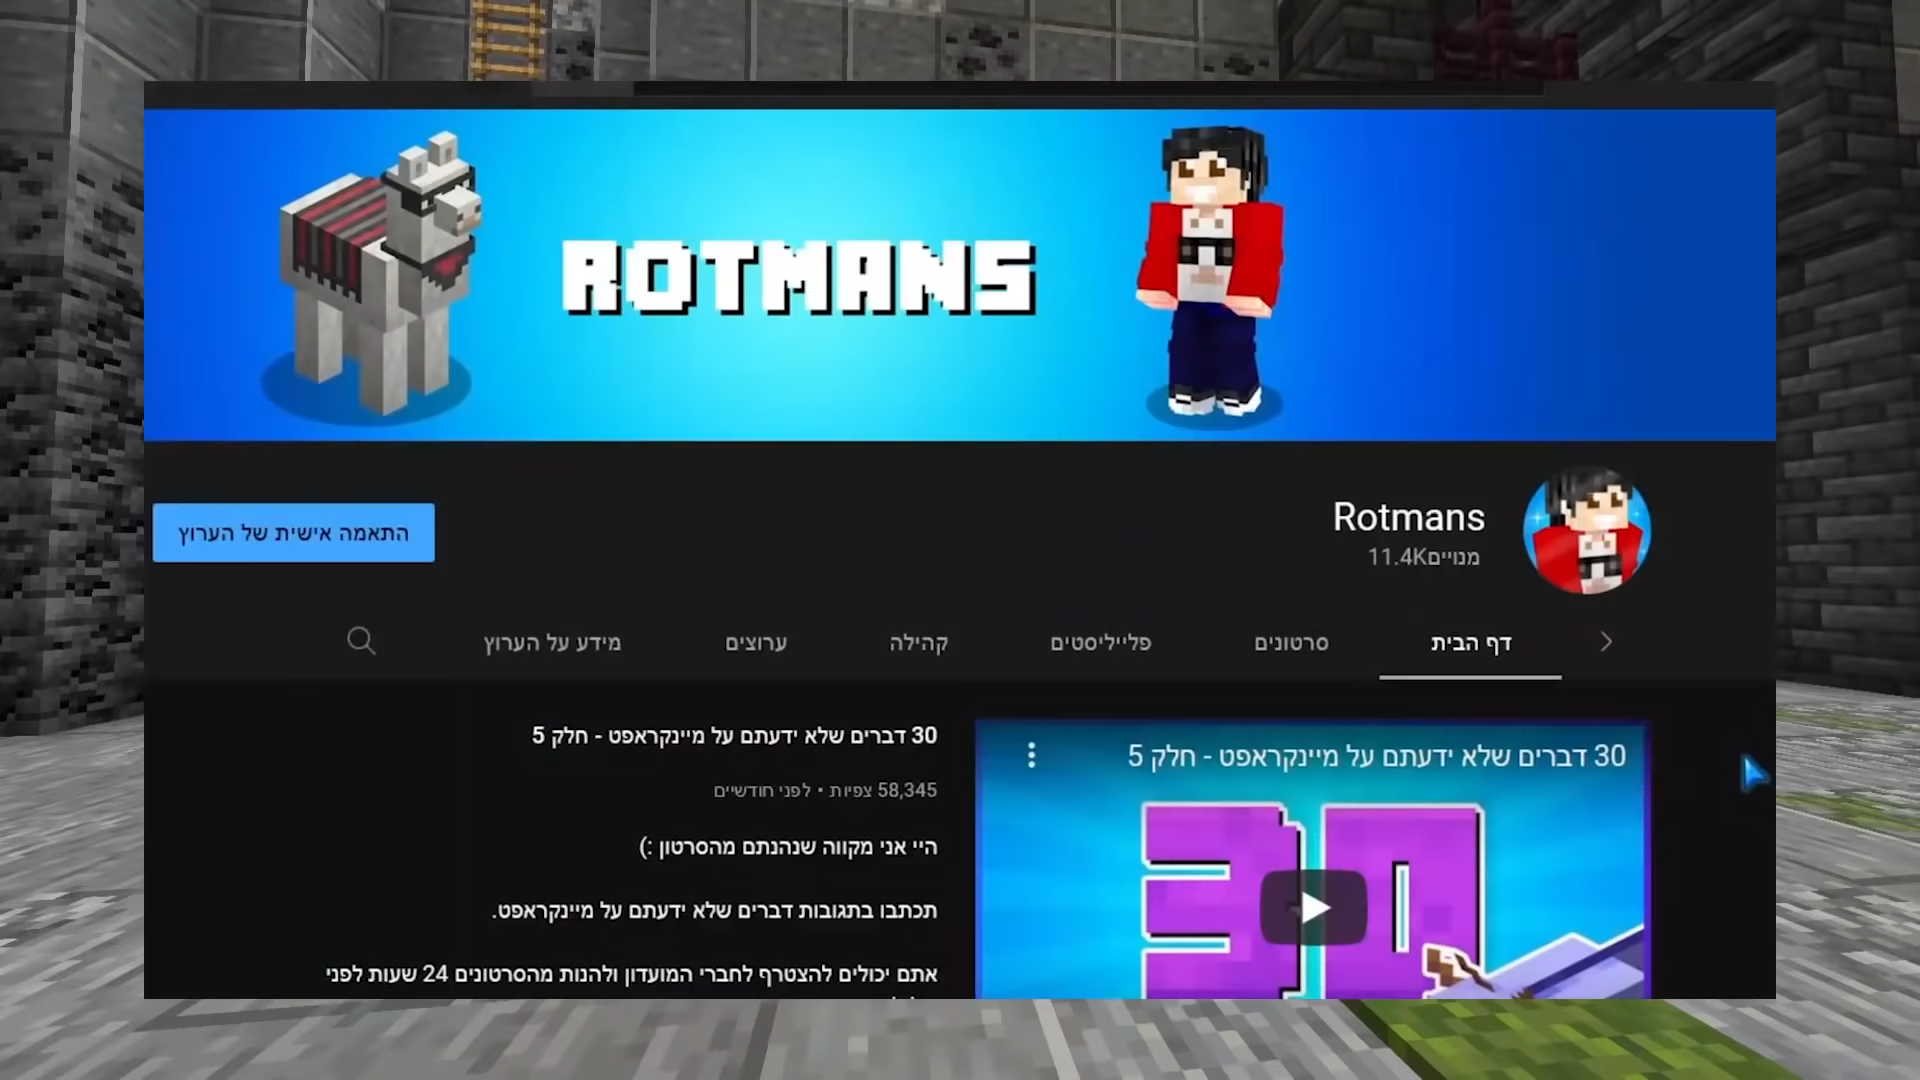 ROTMANS
Rotmans
11.4Kמנויים
התאמה אישית של הערוץ
דף הבית
סרטונים
פלייליסטים
קהילה
ערוצים
מידע על הערוץ
30 דברים שלא ידעתם על מיינקראפט - חלק 5
30
30 דברים שלא ידעתם על מיינקראפט - חלק 5
58,345 צפיות • לפני חודשיים
היי אני מקווה שנהנתם מהסרטון :)
תכתבו בתגובות דברים שלא ידעתם על מיינקראפט.
אתם יכולים להצטרף לחברי המועדון ולהנות מהסרטונים 24 שעות לפני